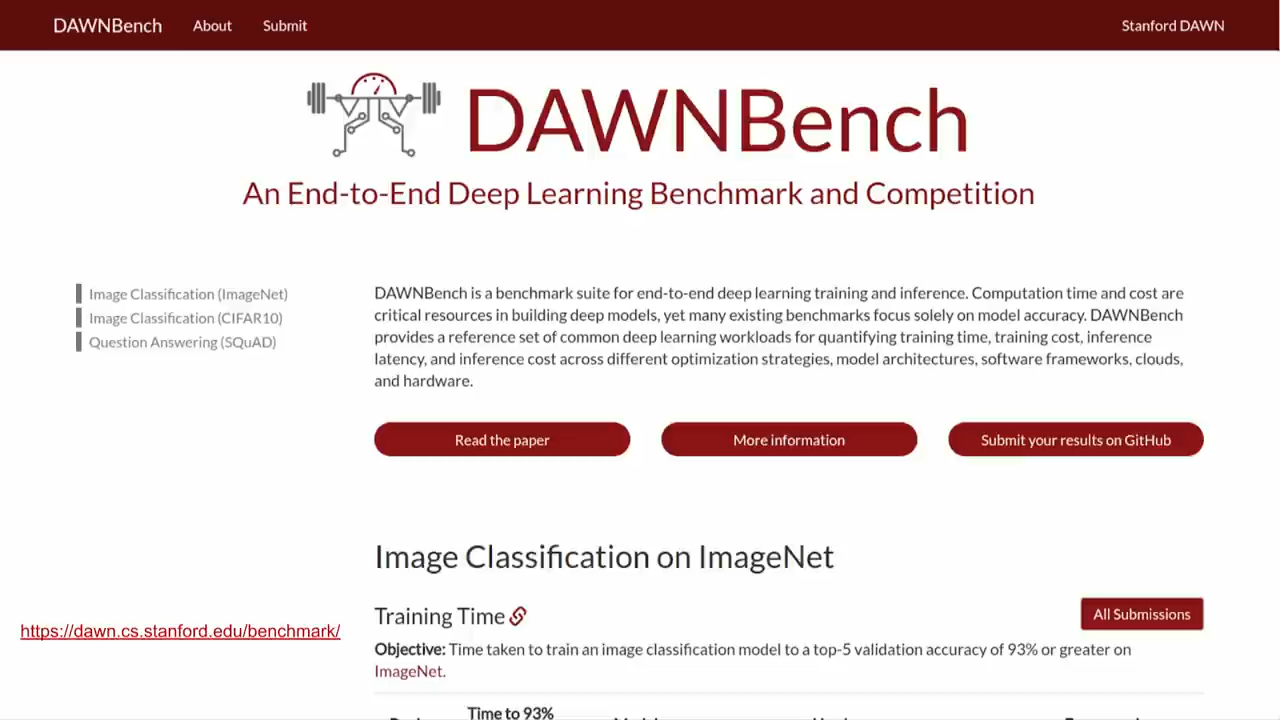 DAWNBench About Submit Stanford DAWN
DAWNBench
An End-to-End Deep Learning Benchmark and Competition
Image Classification (ImageNet)
Image Classification (CIFAR10)
Question Answering (SQuAD)
DAWNBench is a benchmark suite for end-to-end deep learning training and inference. Computation time and cost are
critical resources in building deep models, yet many existing benchmarks focus solely on model accuracy. DAWNBench
provides a reference set of common deep learning workloads for quantifying training time, training cost, inference
latency, and inference cost across different optimization strategies, model architectures, software frameworks, clouds,
and hardware.
Read the paper More information Submit your results on GitHub
Image Classification on ImageNet
Training Time All Submissions
https://dawn.cs.stanford.edu/benchmark/
Objective: Time taken to train an image classification model to a top-5 validation accuracy of 93% or greater on
ImageNet.
Time to 93%